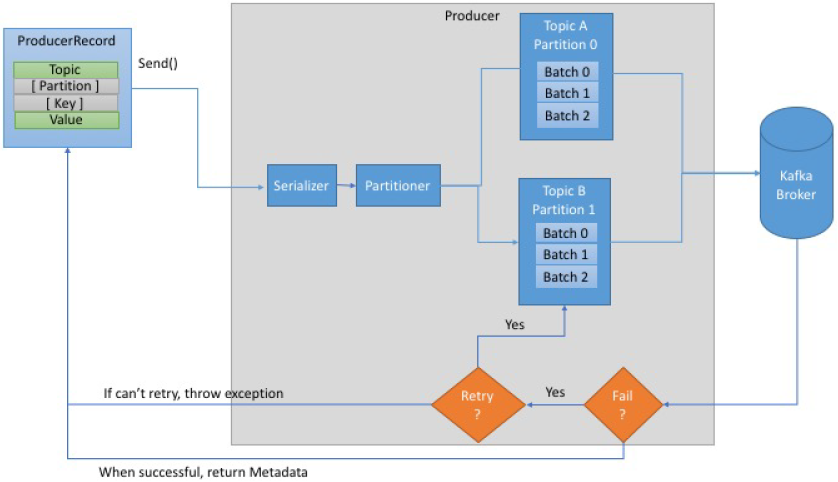 Producer
ProducerRecord
Topic
[ Partition ]
[ Key ]
Value
Send()
Serializer
Partitioner
Topic A
Partition 0
Batch 0
Batch 1
Batch 2
Topic B
Partition 1
Batch 0
Batch 1
Batch 2
Kafka
Broker
Yes
If can't retry, throw exception
Retry
?
Yes
Fail
?
When successful, return Metadata